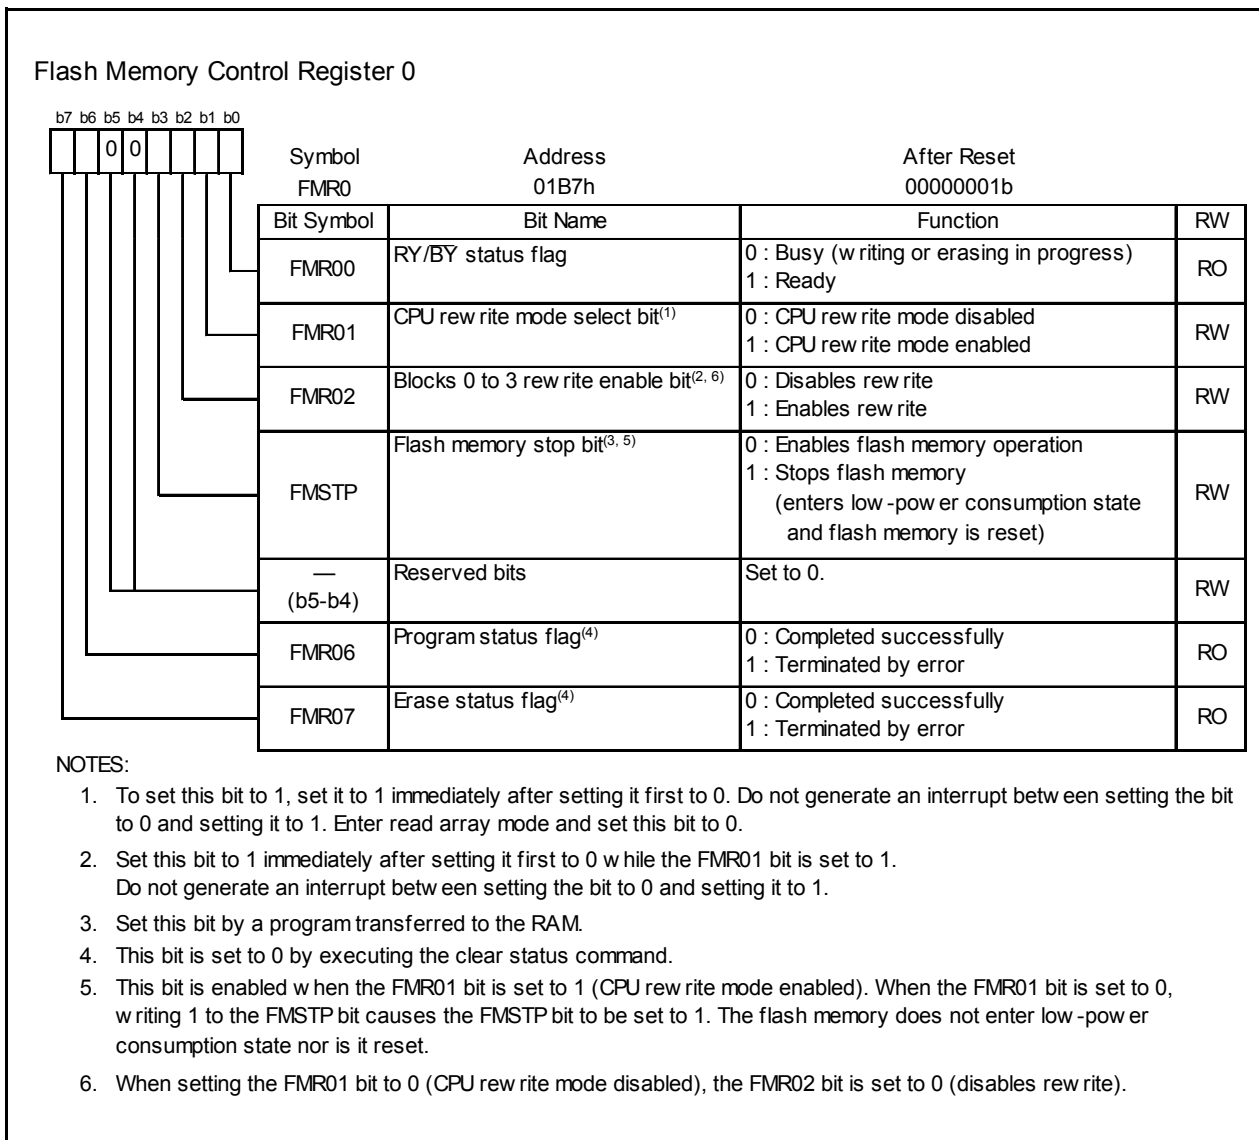 Flash Memory Control Register 0
b7 b6 b5 b4 b3 b2 b1 b0
0 0
Symbol Address After Reset
FMR0 01B7h 00000001b
Bit Symbol Bit Name Function RW
FMR00 RY/BY status flag 0 : Busy (writing or erasing in progress) RO
1 : Ready
FMR01 CPU rewrite mode select bit(1) 0 : CPU rewrite mode disabled RW
1 : CPU rewrite mode enabled
FMR02 Blocks 0 to 3 rewrite enable bit(2, 6) 0 : Disables rewrite RW
1 : Enables rewrite
FMSTP Flash memory stop bit(3, 5) 0 : Enables flash memory operation RW
1 : Stops flash memory
(enters low-power consumption state
and flash memory is reset)
— Reserved bits Set to 0. RW
(b5-b4)
FMR06 Program status flag(4) 0 : Completed successfully RO
1 : Terminated by error
FMR07 Erase status flag(4) 0 : Completed successfully RO
1 : Terminated by error
NOTES:
1. To set this bit to 1, set it to 1 immediately after setting it first to 0. Do not generate an interrupt between setting the bit
to 0 and setting it to 1. Enter read array mode and set this bit to 0.
2. Set this bit to 1 immediately after setting it first to 0 while the FMR01 bit is set to 1.
Do not generate an interrupt between setting the bit to 0 and setting it to 1.
3. Set this bit by a program transferred to the RAM.
4. This bit is set to 0 by executing the clear status command.
5. This bit is enabled when the FMR01 bit is set to 1 (CPU rewrite mode enabled). When the FMR01 bit is set to 0,
writing 1 to the FMSTP bit causes the FMSTP bit to be set to 1. The flash memory does not enter low-power
consumption state nor is it reset.
6. When setting the FMR01 bit to 0 (CPU rewrite mode disabled), the FMR02 bit is set to 0 (disables rewrite).